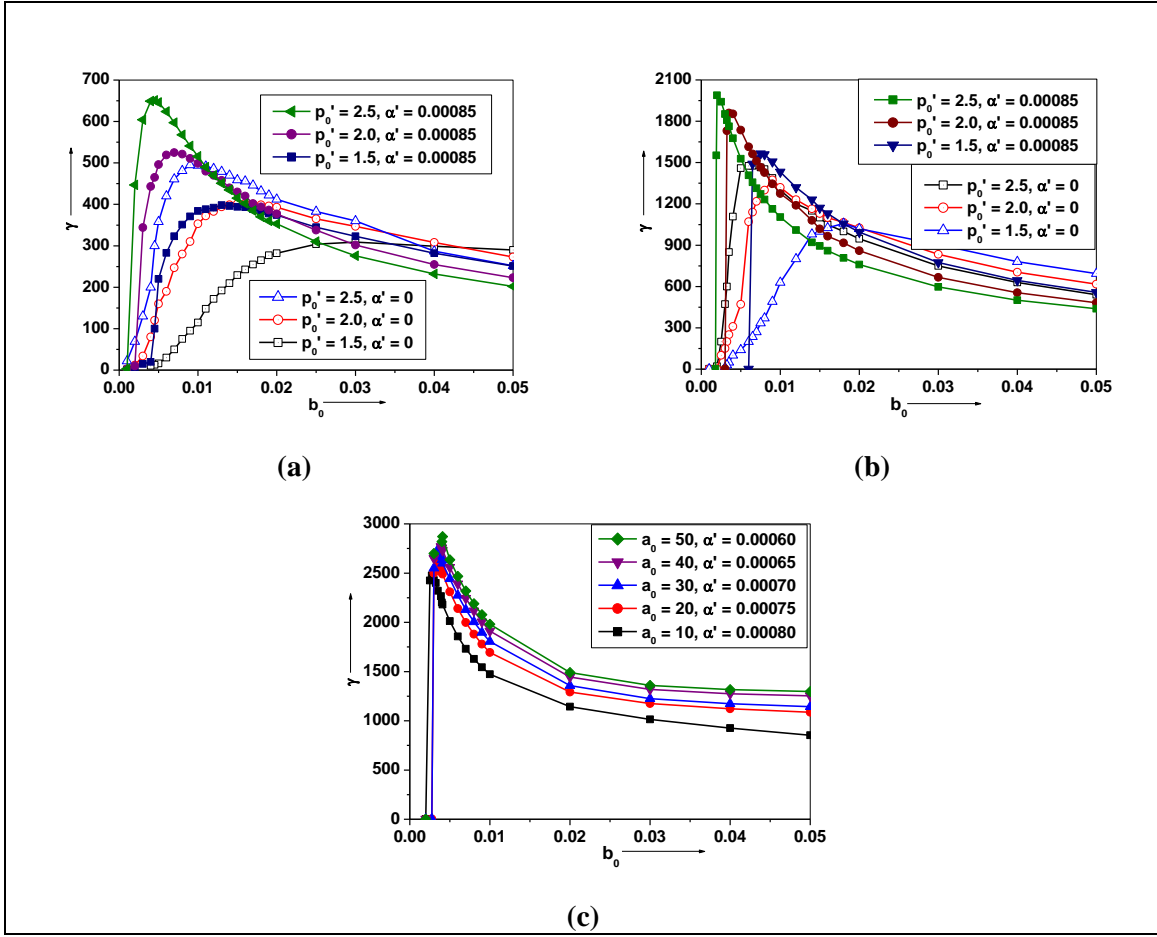 700
600
500
400
300
200
100
0
γ
p₀' = 2.5, α' = 0.00085
p₀' = 2.0, α' = 0.00085
p₀' = 1.5, α' = 0.00085
p₀' = 2.5, α' = 0
p₀' = 2.0, α' = 0
p₀' = 1.5, α' = 0
0.00 0.01 0.02 0.03 0.04 0.05
b₀
(a)
2100
1800
1500
1200
900
600
300
0
γ
p₀' = 2.5, α' = 0.00085
p₀' = 2.0, α' = 0.00085
p₀' = 1.5, α' = 0.00085
p₀' = 2.5, α' = 0
p₀' = 2.0, α' = 0
p₀' = 1.5, α' = 0
0.00 0.01 0.02 0.03 0.04 0.05
b₀
(b)
3000
2500
2000
1500
1000
500
0
γ
a₀ = 50, α' = 0.00060
a₀ = 40, α' = 0.00065
a₀ = 30, α' = 0.00070
a₀ = 20, α' = 0.00075
a₀ = 10, α' = 0.00080
0.00 0.01 0.02 0.03 0.04 0.05
b₀
(c)